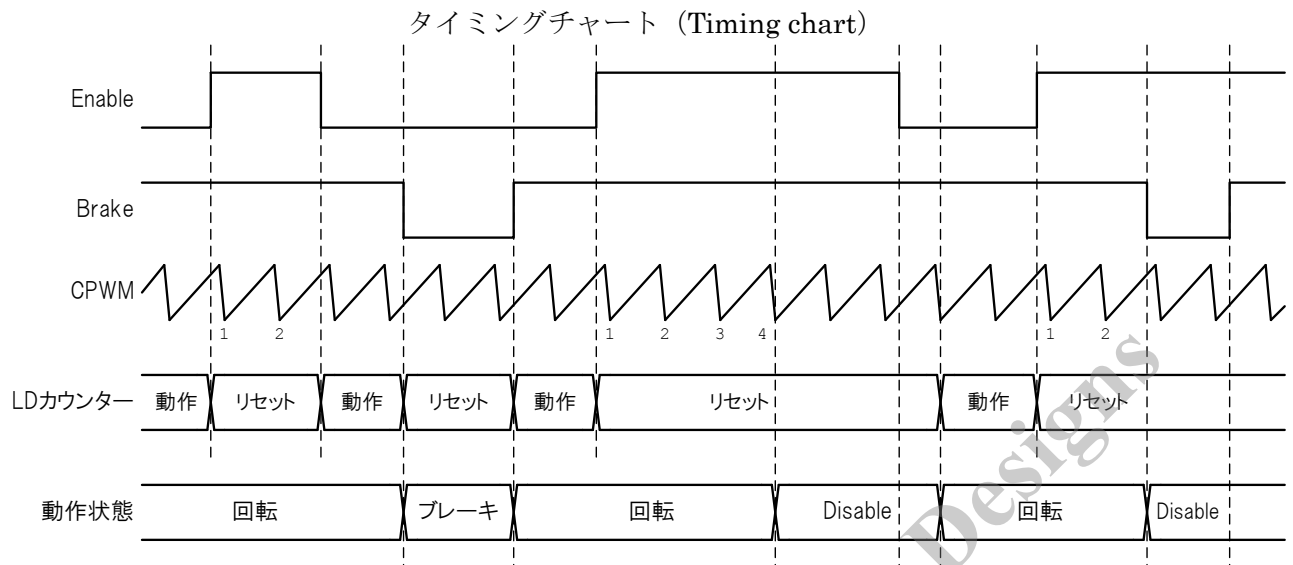 タイミングチャート（Timing chart）
Enable
Brake
CPWM
1 2 1 2 3 4 1 2
LDカウンター 動作 リセット 動作 リセット 動作 リセット 動作 リセット
動作状態 回転 ブレーキ 回転 Disable 回転 Disable
Designs